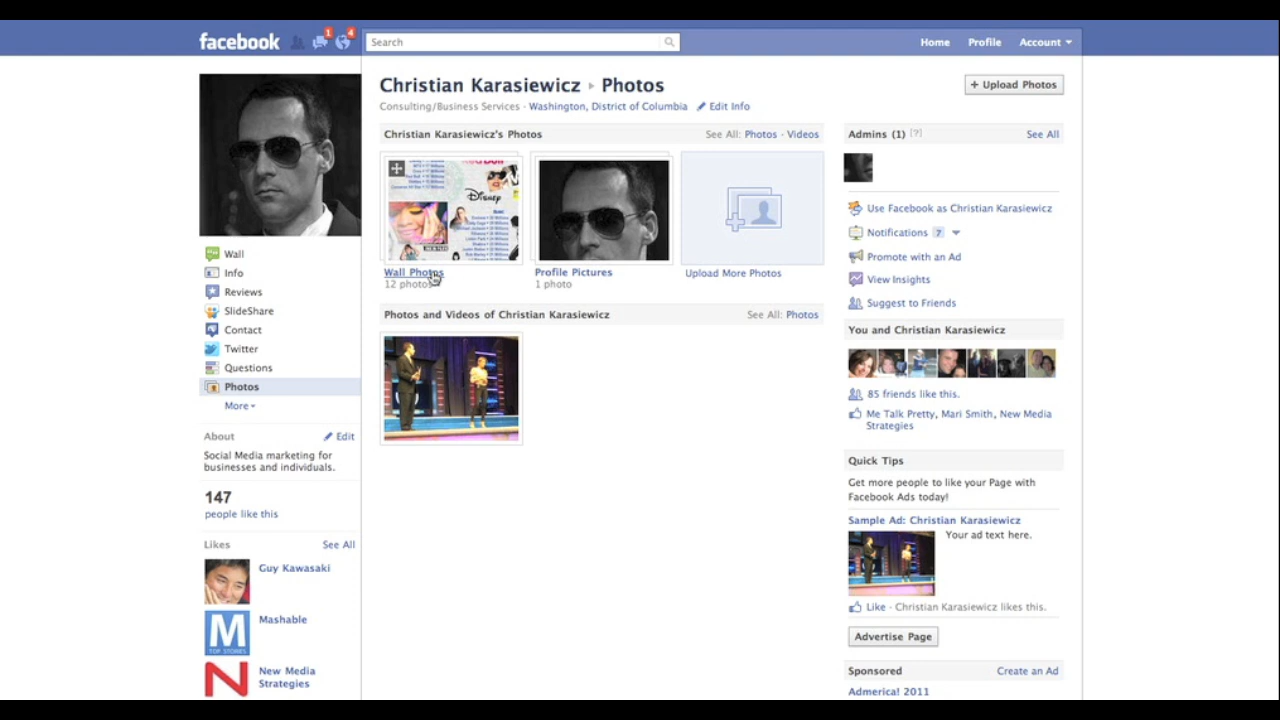 facebook
1
4
Search
Home
Profile
Account
Christian Karasiewicz ▸ Photos
+ Upload Photos
Consulting/Business Services · Washington, District of Columbia
Edit Info
Christian Karasiewicz's Photos
See All: Photos · Videos
Disney
Wall Photos
12 photos
Profile Pictures
1 photo
Upload More Photos
Photos and Videos of Christian Karasiewicz
See All: Photos
Wall
Info
Reviews
SlideShare
Contact
Twitter
Questions
Photos
More
About
Edit
Social Media marketing for
businesses and individuals.
147
people like this
Likes
See All
Guy Kawasaki
M
TOP STORIES
Mashable
N
New Media
Strategies
Admins (1) [?]
See All
Use Facebook as Christian Karasiewicz
Notifications 7
Promote with an Ad
View Insights
Suggest to Friends
You and Christian Karasiewicz
85 friends like this.
Me Talk Pretty, Mari Smith, New Media
Strategies
Quick Tips
Get more people to like your Page with
Facebook Ads today!
Sample Ad: Christian Karasiewicz
Your ad text here.
Like · Christian Karasiewicz likes this.
Advertise Page
Sponsored
Create an Ad
Admerica! 2011